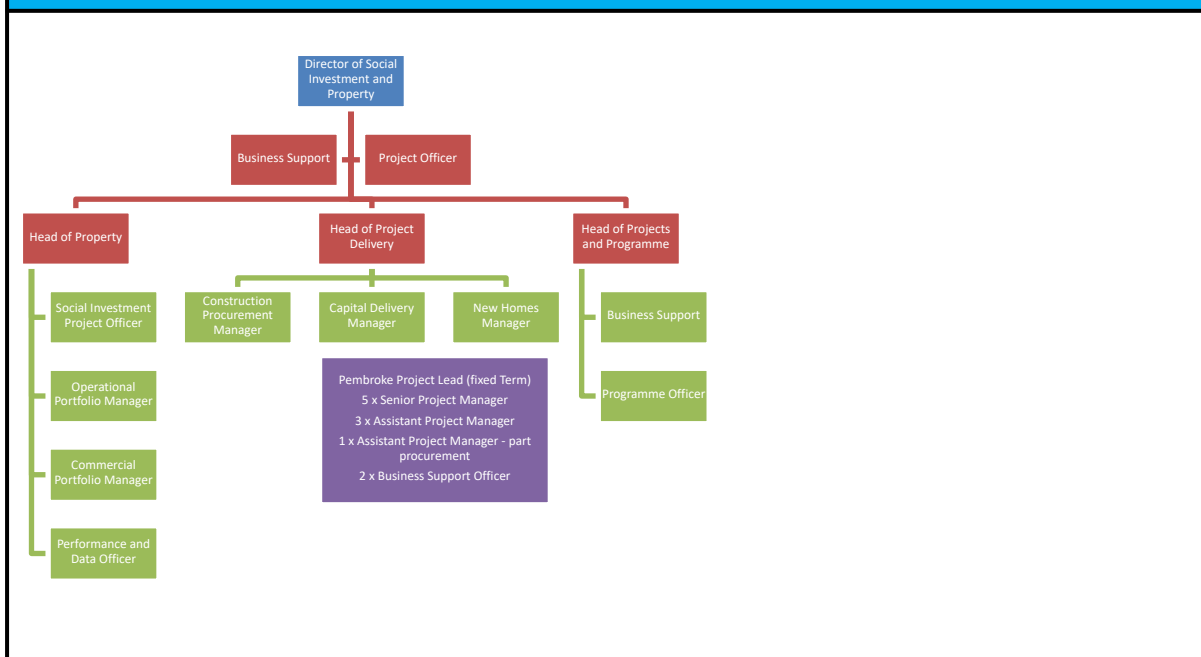 Director of Social
Investment and
Property
Business Support
Project Officer
Head of Property
Head of Project
Delivery
Head of Projects
and Programme
Social Investment
Project Officer
Construction
Procurement
Manager
Capital Delivery
Manager
New Homes
Manager
Business Support
Operational
Portfolio Manager
Pembroke Project Lead (fixed Term)
5 x Senior Project Manager
3 x Assistant Project Manager
1 x Assistant Project Manager - part
procurement
2 x Business Support Officer
Programme Officer
Commercial
Portfolio Manager
Performance and
Data Officer